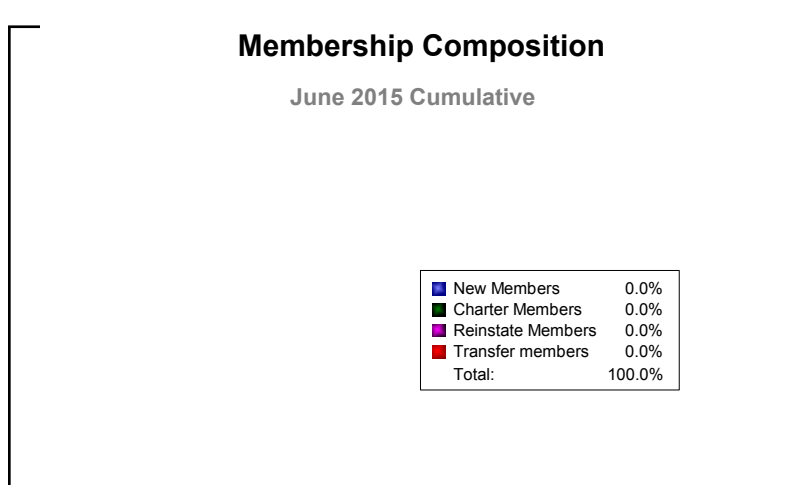 Membership Composition
June 2015 Cumulative
New Members 0.0%
Charter Members 0.0%
Reinstate Members 0.0%
Transfer members 0.0%
Total: 100.0%